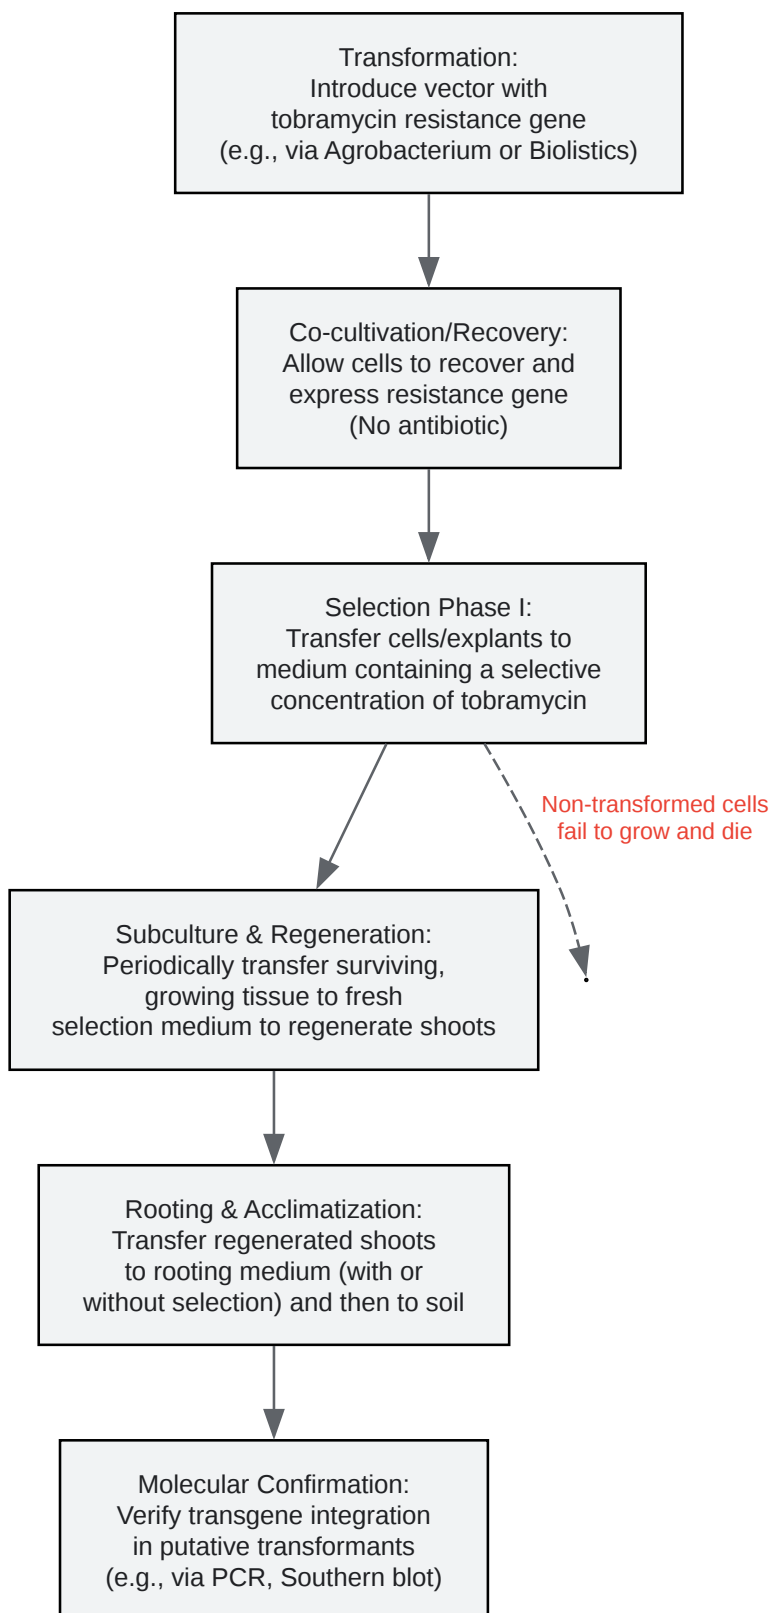 Transformation:
Introduce vector with
tobramycin resistance gene
(e.g., via Agrobacterium or Biolistics)
Co-cultivation/Recovery:
Allow cells to recover and
express resistance gene
(No antibiotic)
Selection Phase I:
Transfer cells/explants to
medium containing a selective
concentration of tobramycin
Non-transformed cells
fail to grow and die
Subculture & Regeneration:
Periodically transfer surviving,
growing tissue to fresh
selection medium to regenerate shoots
Rooting & Acclimatization:
Transfer regenerated shoots
to rooting medium (with or
without selection) and then to soil
Molecular Confirmation:
Verify transgene integration
in putative transformants
(e.g., via PCR, Southern blot)